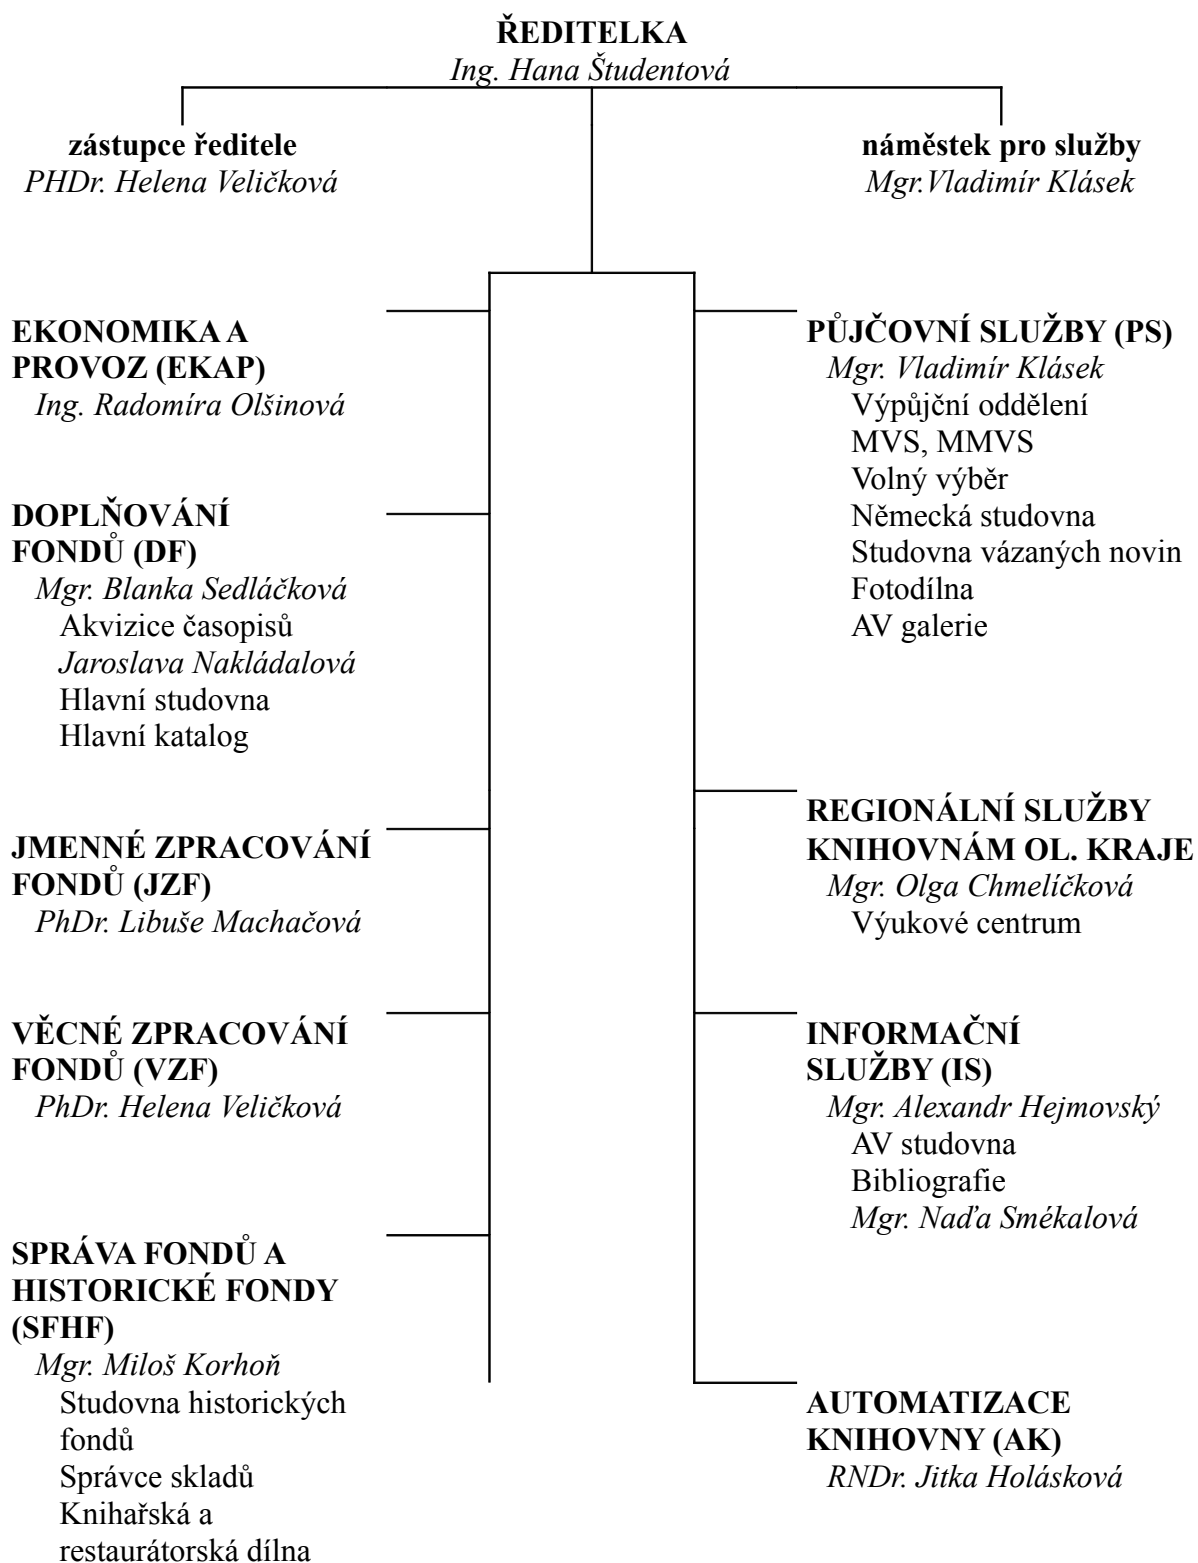 ŘEDITELKA
Ing. Hana Študentová
zástupce ředitele
PHDr. Helena Veličková
náměstek pro služby
Mgr.Vladimír Klásek
EKONOMIKA A
PROVOZ (EKAP)
Ing. Radomíra Olšinová
DOPLŇOVÁNÍ
FONDŮ (DF)
Mgr. Blanka Sedláčková
Akvizice časopisů
Jaroslava Nakládalová
Hlavní studovna
Hlavní katalog
JMENNÉ ZPRACOVÁNÍ
FONDŮ (JZF)
PhDr. Libuše Machačová
VĚCNÉ ZPRACOVÁNÍ
FONDŮ (VZF)
PhDr. Helena Veličková
SPRÁVA FONDŮ A
HISTORICKÉ FONDY
(SFHF)
Mgr. Miloš Korhoň
Studovna historických
fondů
Správce skladů
Knihařská a
restaurátorská dílna
PŮJČOVNÍ SLUŽBY (PS)
Mgr. Vladimír Klásek
Výpůjční oddělení
MVS, MMVS
Volný výběr
Německá studovna
Studovna vázaných novin
Fotodílna
AV galerie
REGIONÁLNÍ SLUŽBY
KNIHOVNÁM OL. KRAJE
Mgr. Olga Chmelíčková
Výukové centrum
INFORMAČNÍ
SLUŽBY (IS)
Mgr. Alexandr Hejmovský
AV studovna
Bibliografie
Mgr. Naďa Smékalová
AUTOMATIZACE
KNIHOVNY (AK)
RNDr. Jitka Holásková